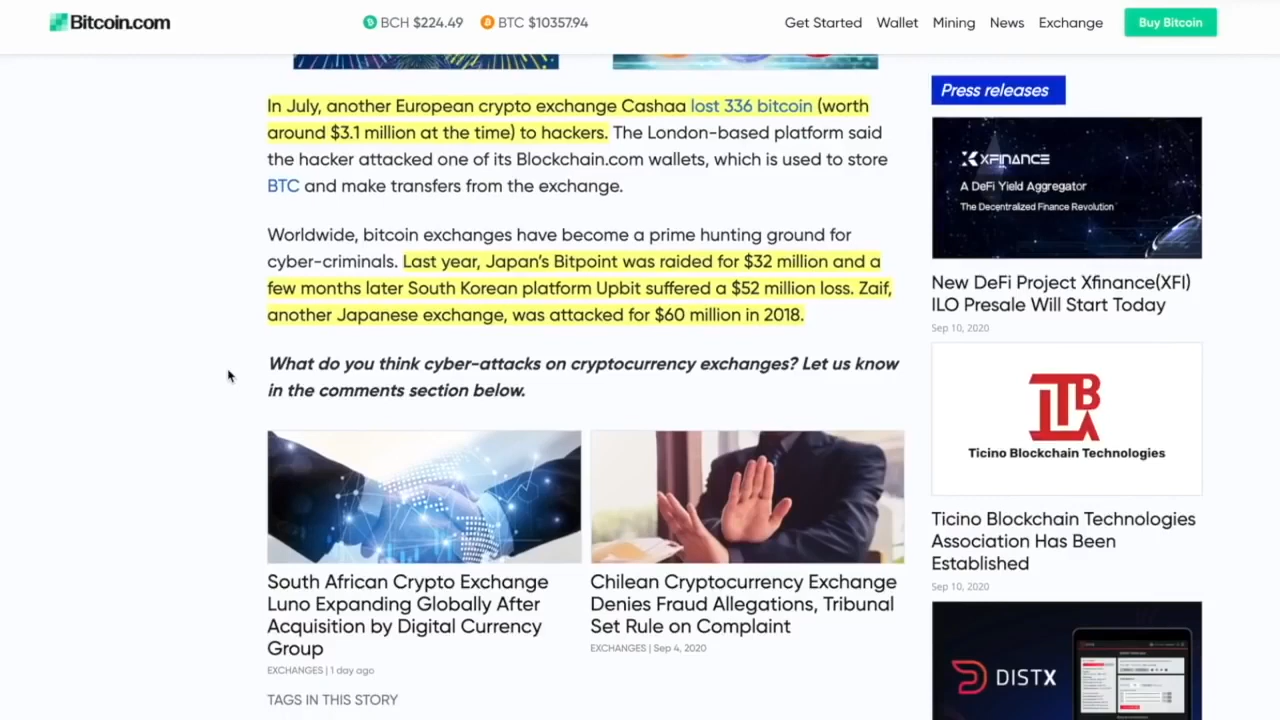 Bitcoin.com
BCH $224.49
BTC $10357.94
Get Started
Wallet
Mining
News
Exchange
Buy Bitcoin
In July, another European crypto exchange Cashaa lost 336 bitcoin (worth
around $3.1 million at the time) to hackers. The London-based platform said
the hacker attacked one of its Blockchain.com wallets, which is used to store
BTC and make transfers from the exchange.
Worldwide, bitcoin exchanges have become a prime hunting ground for
cyber-criminals. Last year, Japan's Bitpoint was raided for $32 million and a
few months later South Korean platform Upbit suffered a $52 million loss. Zaif,
another Japanese exchange, was attacked for $60 million in 2018.
What do you think cyber-attacks on cryptocurrency exchanges? Let us know
in the comments section below.
South African Crypto Exchange
Luno Expanding Globally After
Acquisition by Digital Currency
Group
EXCHANGES | 1 day ago
Chilean Cryptocurrency Exchange
Denies Fraud Allegations, Tribunal
Set Rule on Complaint
EXCHANGES | Sep 4, 2020
TAGS IN THIS STORY
Press releases
XFINANCE
A DeFi Yield Aggregator
The Decentralized Finance Revolution
New DeFi Project Xfinance(XFI)
ILO Presale Will Start Today
Sep 10, 2020
Ticino Blockchain Technologies
Ticino Blockchain Technologies
Association Has Been
Established
Sep 10, 2020
DISTX